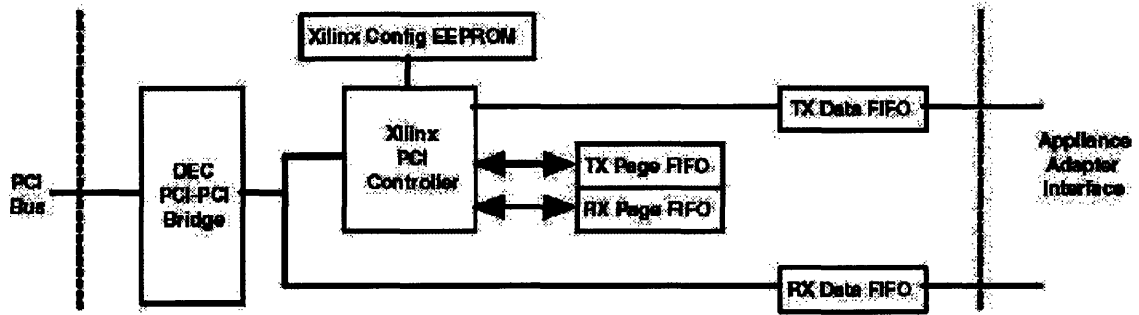 Xilinx Config EEPROM
TX Data FIFO
Xilinx
PCI
Controller
TX Page FIFO
RX Page FIFO
DEC
PCI-PCI
Bridge
PCI
Bus
Appliance
Adapter
Interface
RX Data FIFO